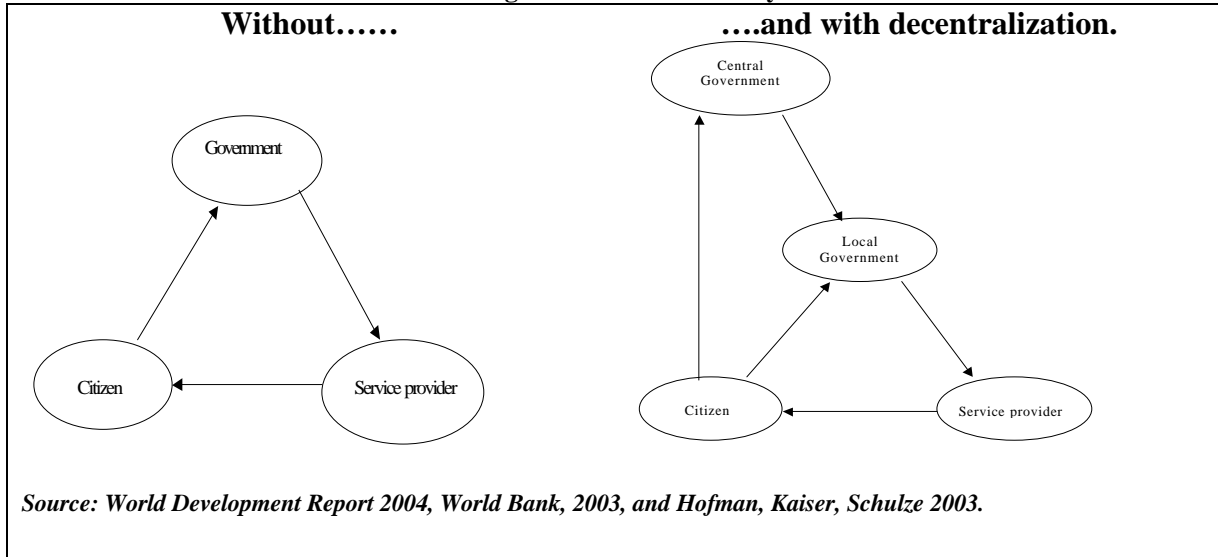 Without…… ….and with decentralization.
Central
Government
Government
Local
Government
Citizen
Service provider
Citizen
Service provider
Source: World Development Report 2004, World Bank, 2003, and Hofman, Kaiser, Schulze 2003.